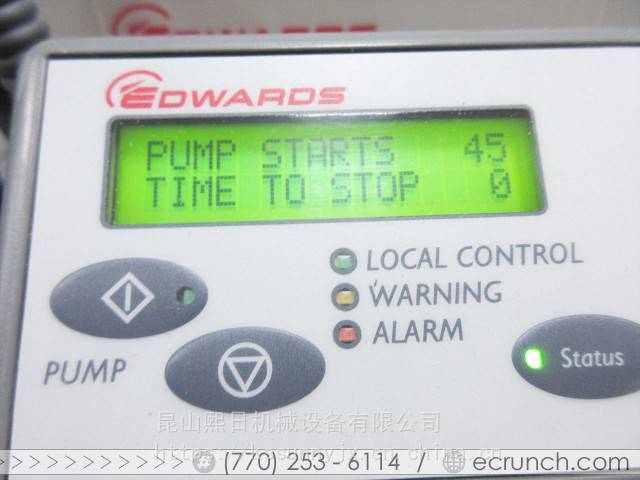 EDWARDS
EDWARDS
PUMP STARTS 45
TIME TO STOP 0
LOCAL CONTROL
WARNING
ALARM
Status
PUMP
昆山熙日机械设备有限公司
(770) 253 - 6114 / ecrunch.com